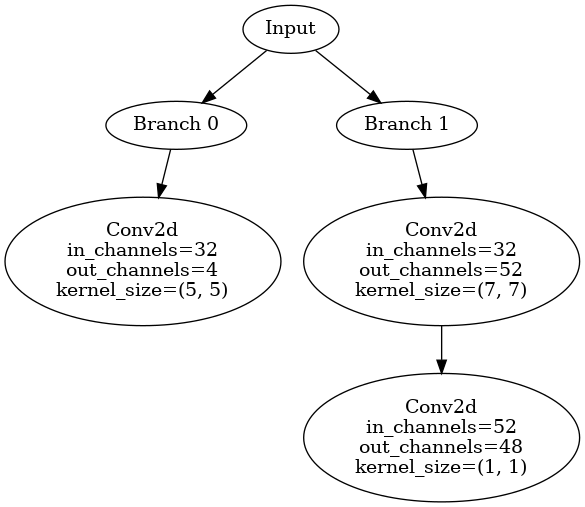 Input
Branch 0
Branch 1
Conv2d
in_channels=32
out_channels=4
kernel_size=(5, 5)
Conv2d
in_channels=32
out_channels=52
kernel_size=(7, 7)
Conv2d
in_channels=52
out_channels=48
kernel_size=(1, 1)